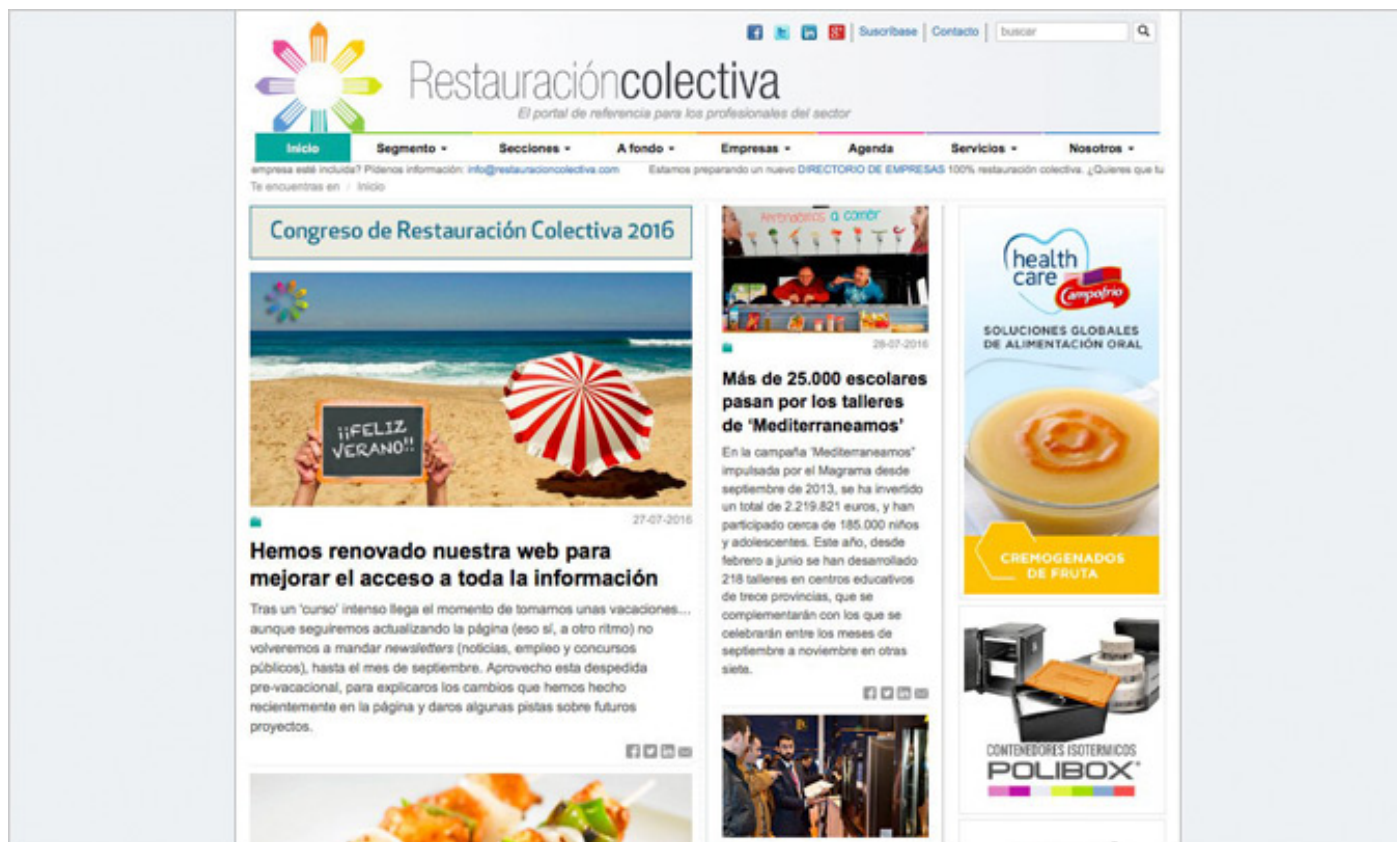 Suscríbase
Contacto
buscar
Restauracióncolectiva
El portal de referencia para los profesionales del sector
Inicio
Segmento
Secciones
A fondo
Empresas
Agenda
Servicios
Nosotros
empresa esté incluida? Pídenos información: info@restauracioncolectiva.com Estamos preparando un nuevo DIRECTORIO DE EMPRESAS 100% restauración colectiva. ¿Quieres que tu
Te encuentras en / Inicio
Congreso de Restauración Colectiva 2016
¡¡FELIZ
VERANO!!
27-07-2016
Hemos renovado nuestra web para
mejorar el acceso a toda la información
Tras un 'curso' intenso llega el momento de tomarnos unas vacaciones…
aunque seguiremos actualizando la página (eso sí, a otro ritmo) no
volveremos a mandar newsletters (noticias, empleo y concursos
públicos), hasta el mes de septiembre. Aprovecho esta despedida
pre-vacacional, para explicaros los cambios que hemos hecho
recientemente en la página y daros algunas pistas sobre futuros
proyectos.
Aprendemos a comer
28-07-2016
Más de 25.000 escolares
pasan por los talleres
de 'Mediterraneamos'
En la campaña 'Mediterraneamos"
impulsada por el Magrama desde
septiembre de 2013, se ha invertido
un total de 2.219.821 euros, y han
participado cerca de 185.000 niños
y adolescentes. Este año, desde
febrero a junio se han desarrollado
218 talleres en centros educativos
de trece provincias, que se
complementarán con los que se
celebrarán entre los meses de
septiembre a noviembre en otras
siete.
health
care
Campofrío
SOLUCIONES GLOBALES
DE ALIMENTACIÓN ORAL
CREMOGENADOS
DE FRUTA
CONTENEDORES ISOTERMICOS
POLIBOX